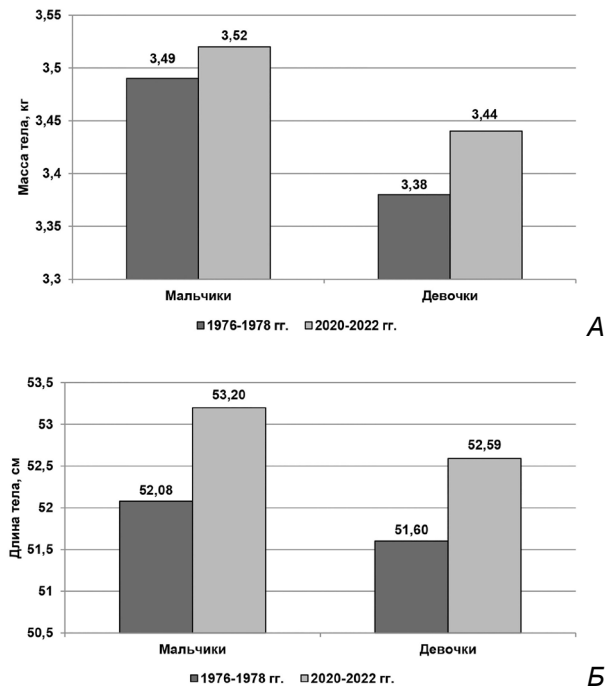 Масса тела, кг
3,55
3,5
3,45
3,4
3,35
3,3
3,49
3,52
3,38
3,44
Мальчики
Девочки
1976-1978 гг.
2020-2022 гг.
А
Длина тела, см
53,5
53
52,5
52
51,5
51
50,5
52,08
53,20
51,60
52,59
Мальчики
Девочки
1976-1978 гг.
2020-2022 гг.
Б